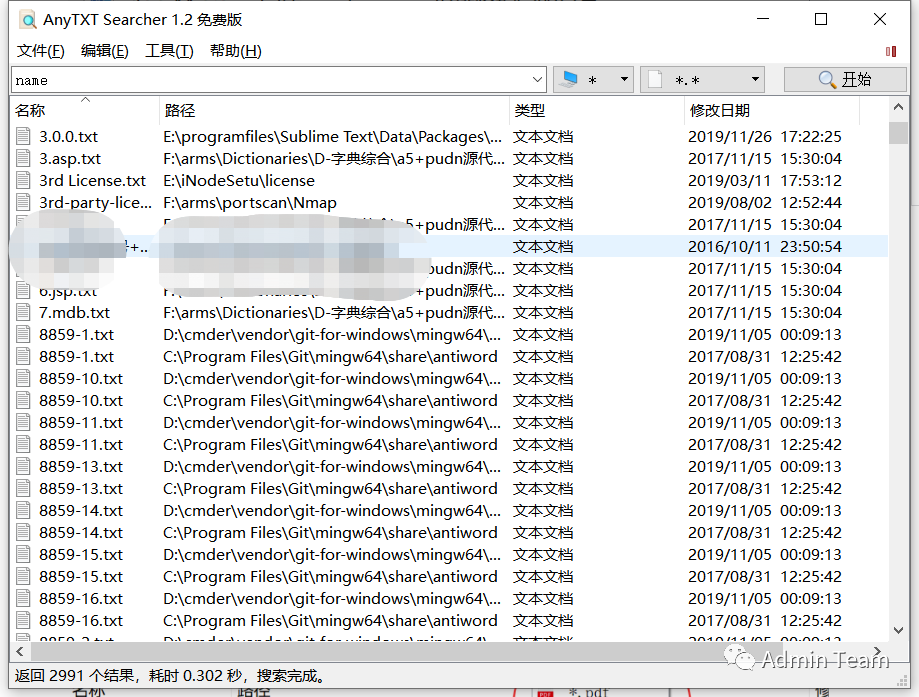 AnyTXT Searcher 1.2 免费版
文件(F) 编辑(E) 工具(T) 帮助(H)
name * *.* 开始
名称 路径 类型 修改日期
3.0.0.txt E:\programfiles\Sublime Text\Data\Packages\... 文本文档 2019/11/26 17:22:25
3.asp.txt F:\arms\Dictionaries\D-字典综合\a5+pudn源代... 文本文档 2017/11/15 15:30:04
3rd License.txt E:\iNodeSetu\license 文本文档 2019/03/11 17:53:12
3rd-party-lice... F:\arms\portscan\Nmap 文本文档 2019/08/02 12:52:44
a5+pudn源代... 文本文档 2017/11/15 15:30:04
+.. 文本文档 2016/10/11 23:50:54
+pudn源代... 文本文档 2017/11/15 15:30:04
6.jsp.txt a5+pudn源代... 文本文档 2017/11/15 15:30:04
7.mdb.txt F:\arms\Dictionaries\D-字典综合\a5+pudn源代... 文本文档 2017/11/15 15:30:04
8859-1.txt D:\cmder\vendor\git-for-windows\mingw64\... 文本文档 2019/11/05 00:09:13
8859-1.txt C:\Program Files\Git\mingw64\share\antiword 文本文档 2017/08/31 12:25:42
8859-10.txt D:\cmder\vendor\git-for-windows\mingw64\... 文本文档 2019/11/05 00:09:13
8859-10.txt C:\Program Files\Git\mingw64\share\antiword 文本文档 2017/08/31 12:25:42
8859-11.txt D:\cmder\vendor\git-for-windows\mingw64\... 文本文档 2019/11/05 00:09:13
8859-11.txt C:\Program Files\Git\mingw64\share\antiword 文本文档 2017/08/31 12:25:42
8859-13.txt D:\cmder\vendor\git-for-windows\mingw64\... 文本文档 2019/11/05 00:09:13
8859-13.txt C:\Program Files\Git\mingw64\share\antiword 文本文档 2017/08/31 12:25:42
8859-14.txt D:\cmder\vendor\git-for-windows\mingw64\... 文本文档 2019/11/05 00:09:13
8859-14.txt C:\Program Files\Git\mingw64\share\antiword 文本文档 2017/08/31 12:25:42
8859-15.txt D:\cmder\vendor\git-for-windows\mingw64\... 文本文档 2019/11/05 00:09:13
8859-15.txt C:\Program Files\Git\mingw64\share\antiword 文本文档 2017/08/31 12:25:42
8859-16.txt D:\cmder\vendor\git-for-windows\mingw64\... 文本文档 2019/11/05 00:09:13
8859-16.txt C:\Program Files\Git\mingw64\share\antiword 文本文档 2017/08/31 12:25:42
8859-2.txt D:\cmder\vendor\git-for-windows\mingw64\... 文本文档 2019/11/05 00:09:13
Admin Team
返回 2991 个结果，耗时 0.302 秒，搜索完成。
名称 路径 *.pdf 修